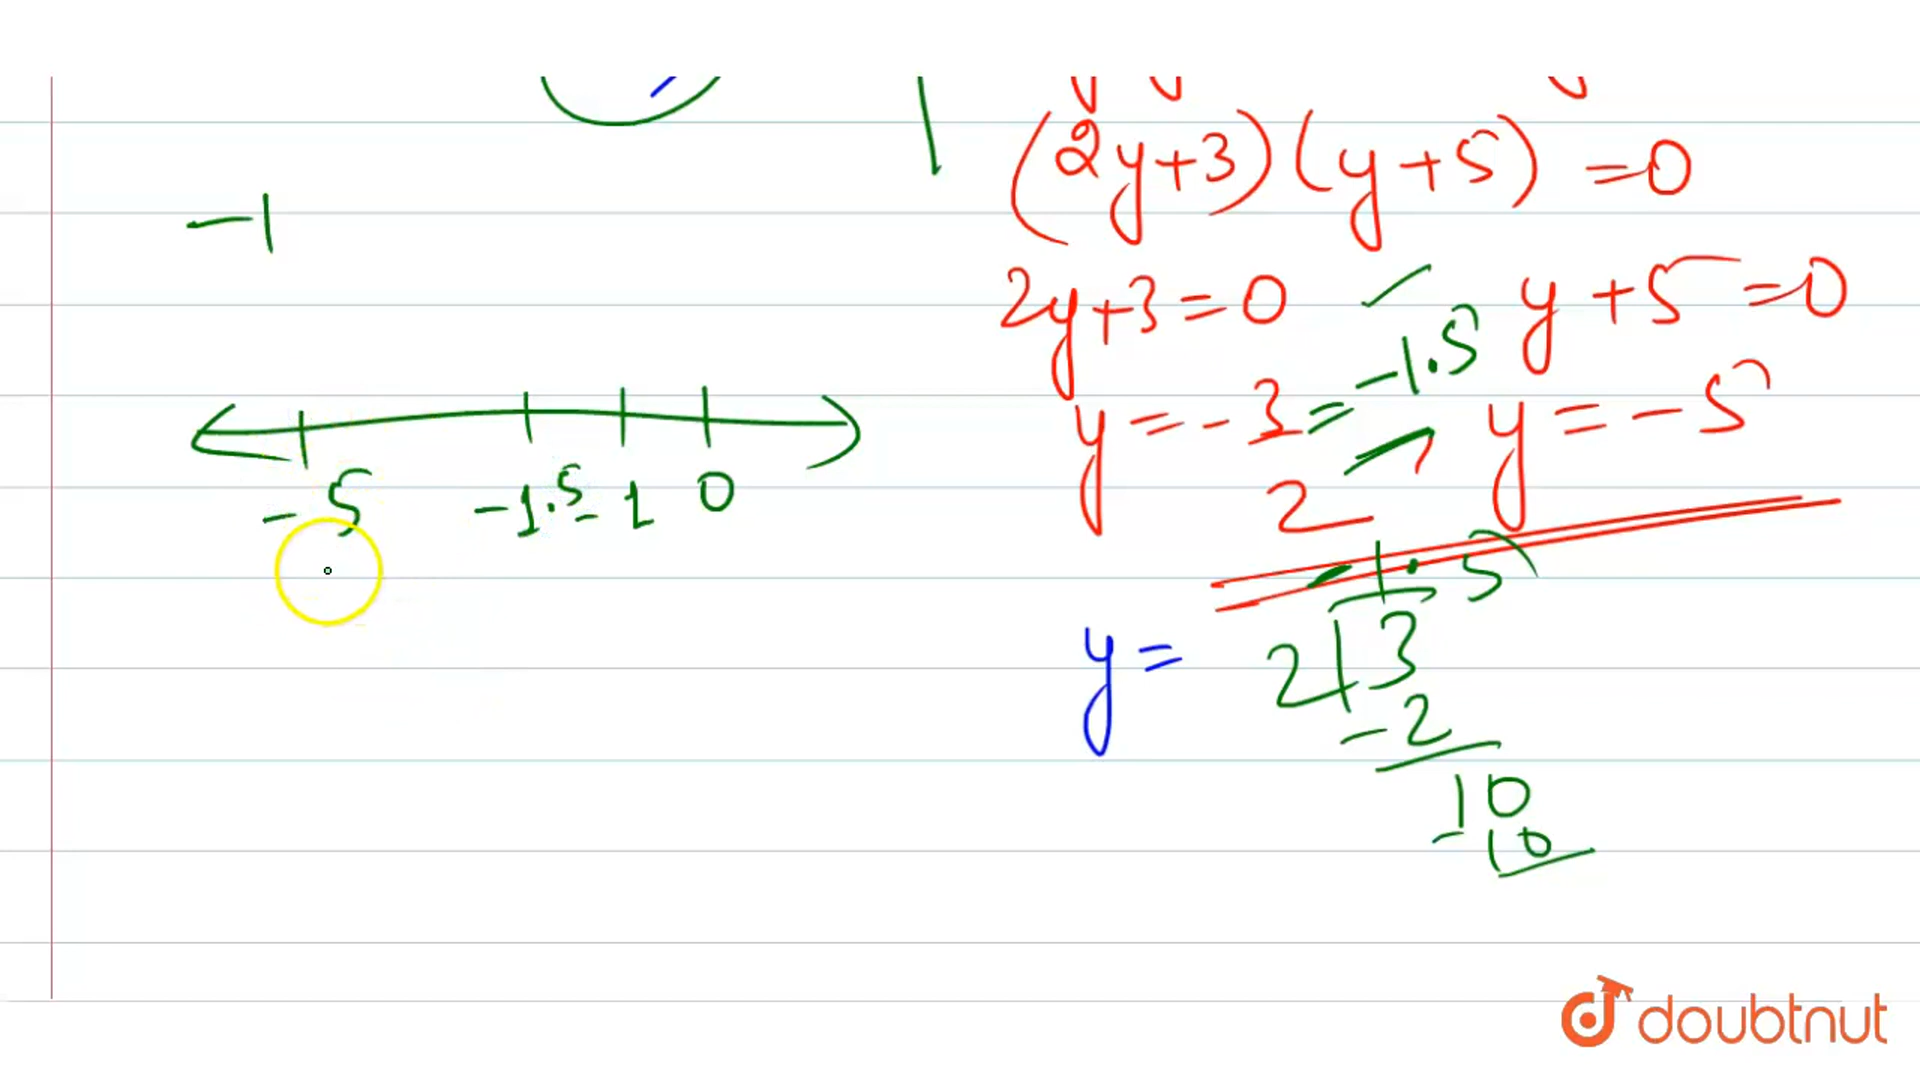 -1
-5 -1.5 -1 0
(2y+3)(y+5) =0
2y+3=0 ✓ y+5=0
y=-3/2=-1.5 , y=-5
y=
-1.5
2 3
-2
10
-10
doubtnut